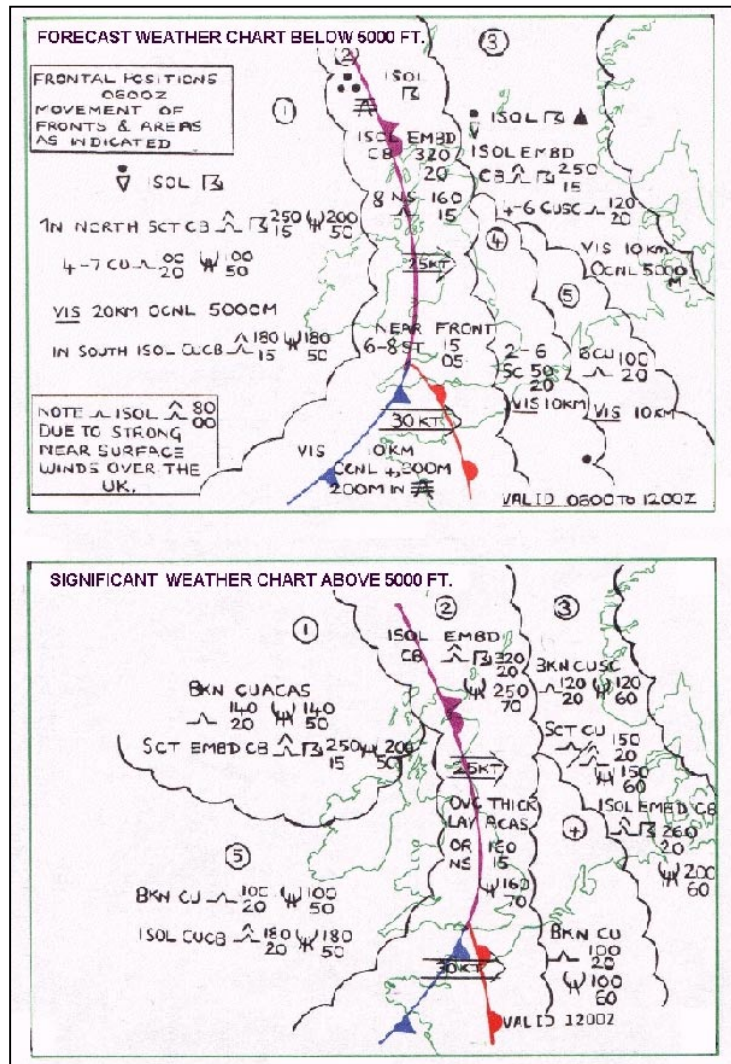 FORECAST WEATHER CHART BELOW 5000 FT.
FRONTAL POSITIONS
0600Z
MOVEMENT OF
FRONTS & AREAS
AS INDICATED
1
ISOL
IN NORTH SCT CB 250 200
15 50
4-7 CU 00 100
20 50
VIS 20KM OCNL 5000M
IN SOUTH ISOL CUCB 180 180
15 50
NOTE ISOL 80
DUE TO STRONG 00
NEAR SURFACE
WINDS OVER THE
UK.
2
ISOL
ISOL EMBD
CB 320
20
8 NS 160
15
25KT
NEAR FRONT
6-8 ST 15
05
30KT
VIS 10KM
OCNL 4,800M
200M IN
3
ISOL
ISOL EMBD
CB 250
15
4-6 CUSC 120
20
VIS 10KM
OCNL 5000
M
4
2-6
SC 50
20
VIS 10KM
5
8CU 100
20
VIS 10KM
VALID 0600 TO 1200Z
SIGNIFICANT WEATHER CHART ABOVE 5000 FT.
1
BKN CUACAS
140 140
20 50
SCT EMBD CB 250 200
15 50
2
ISOL EMBD
CB 320
20
250
70
25KT
OVC THICK
LAY ACAS
OR 160
NS 15
160
70
30KT
3
BKN CUSC
120 120
20 60
SCT CU
150
20
150
60
ISOL EMBD CB
260
20
200
60
4
BKN CU
100
20
100
60
5
BKN CU 100 100
20 50
ISOL CUCB 180 180
20 50
VALID 1200Z